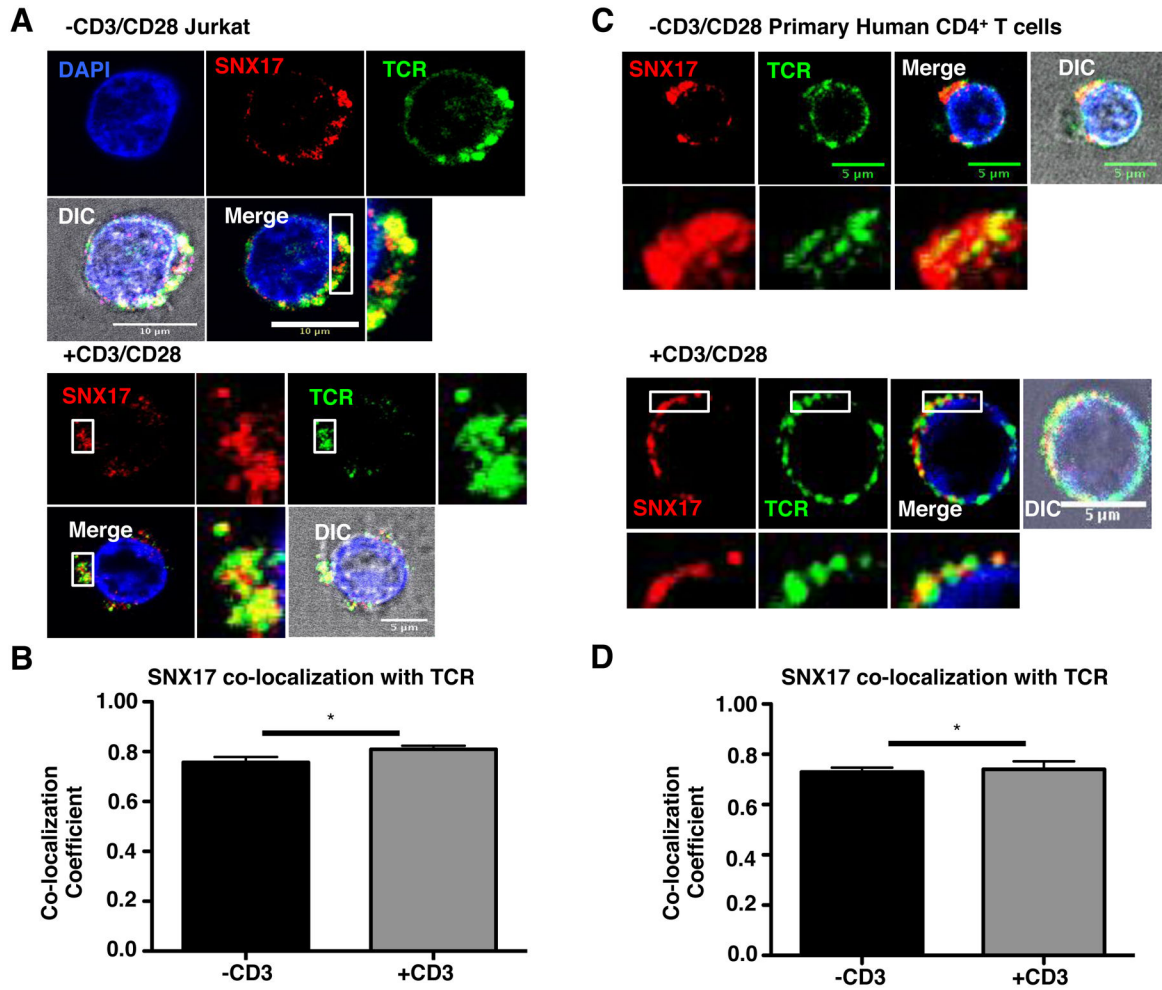 A
-CD3/CD28 Jurkat
DAPI
SNX17
TCR
DIC
Merge
10 µm
10 µm
+CD3/CD28
SNX17
TCR
Merge
DIC
5 µm
B
SNX17 co-localization with TCR
*
Co-localization
Coefficient
1.00
0.8
0.6
0.4
0.2
0.0
-CD3
+CD3
C
-CD3/CD28 Primary Human CD4⁺ T cells
SNX17
TCR
Merge
DIC
5 µm
5 µm
5 µm
+CD3/CD28
SNX17
TCR
Merge
DIC
5 µm
D
SNX17 co-localization with TCR
*
Co-localization
Coefficient
1.00
0.8
0.6
0.4
0.2
0.0
-CD3
+CD3